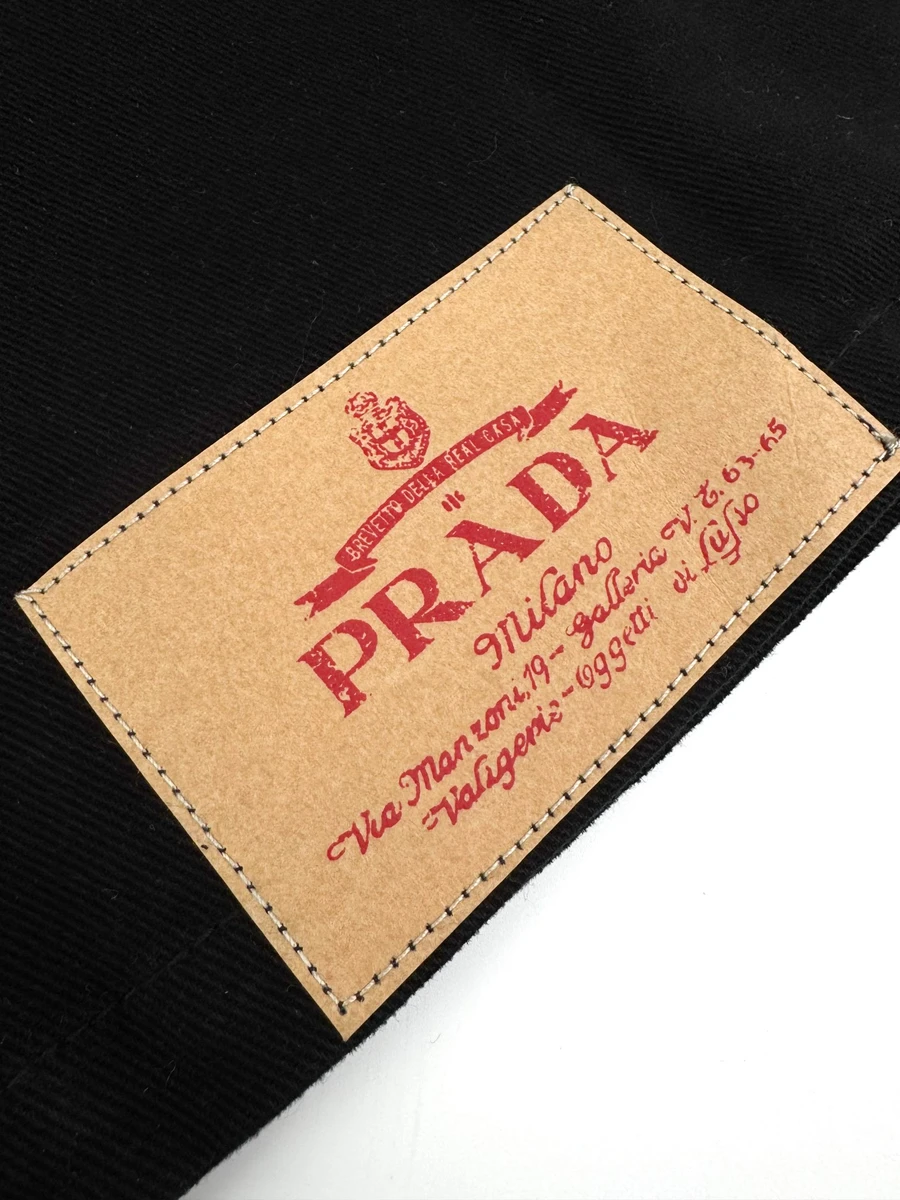 BREVETTO DELLA REAL CASA
PRADA
Milano
Via Manzoni, 19 - Galleria V. E. 63-65
Valigerie - Oggetti di Lusso